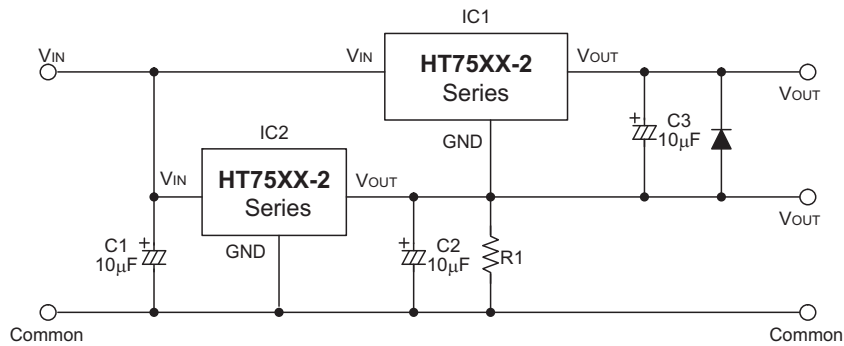 IC1
VIN
VIN
HT75XX-2
Series
VOUT
VOUT
GND
C3
10μF
IC2
VIN
HT75XX-2
Series
VOUT
VOUT
GND
C1
10μF
C2
10μF
R1
Common
Common